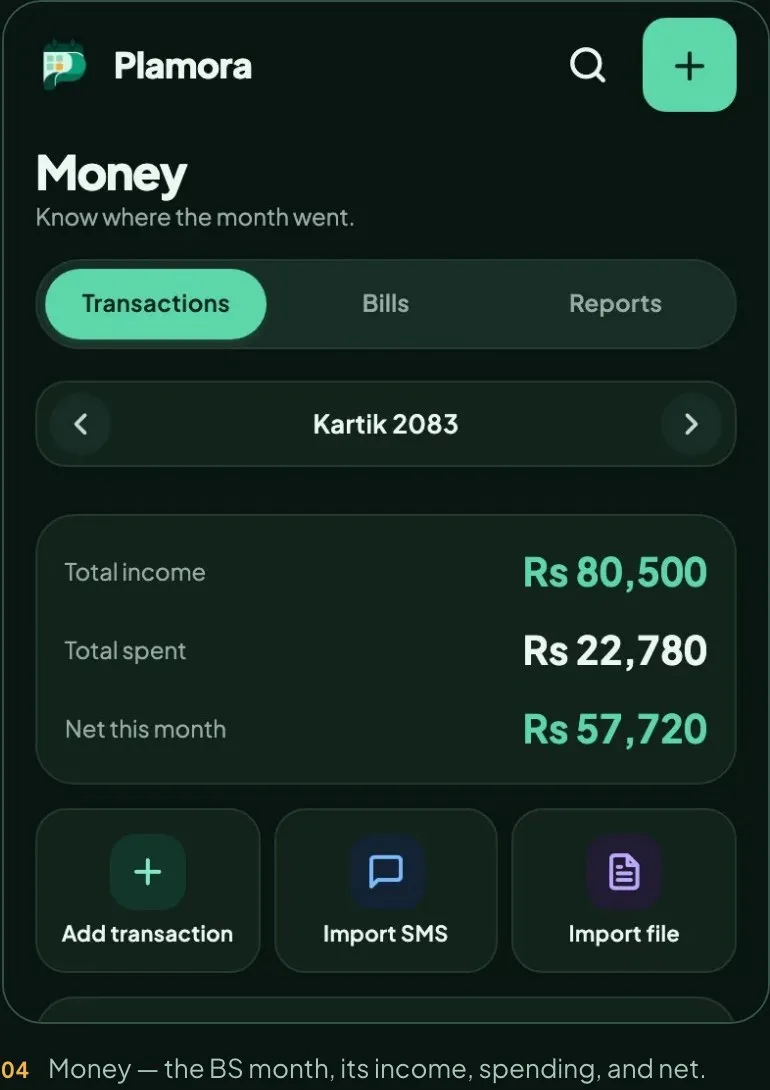 Plamora
Money
Know where the month went.
Transactions Bills Reports
Kartik 2083
Total income Rs 80,500
Total spent Rs 22,780
Net this month Rs 57,720
Add transaction Import SMS Import file
04 Money — the BS month, its income, spending, and net.